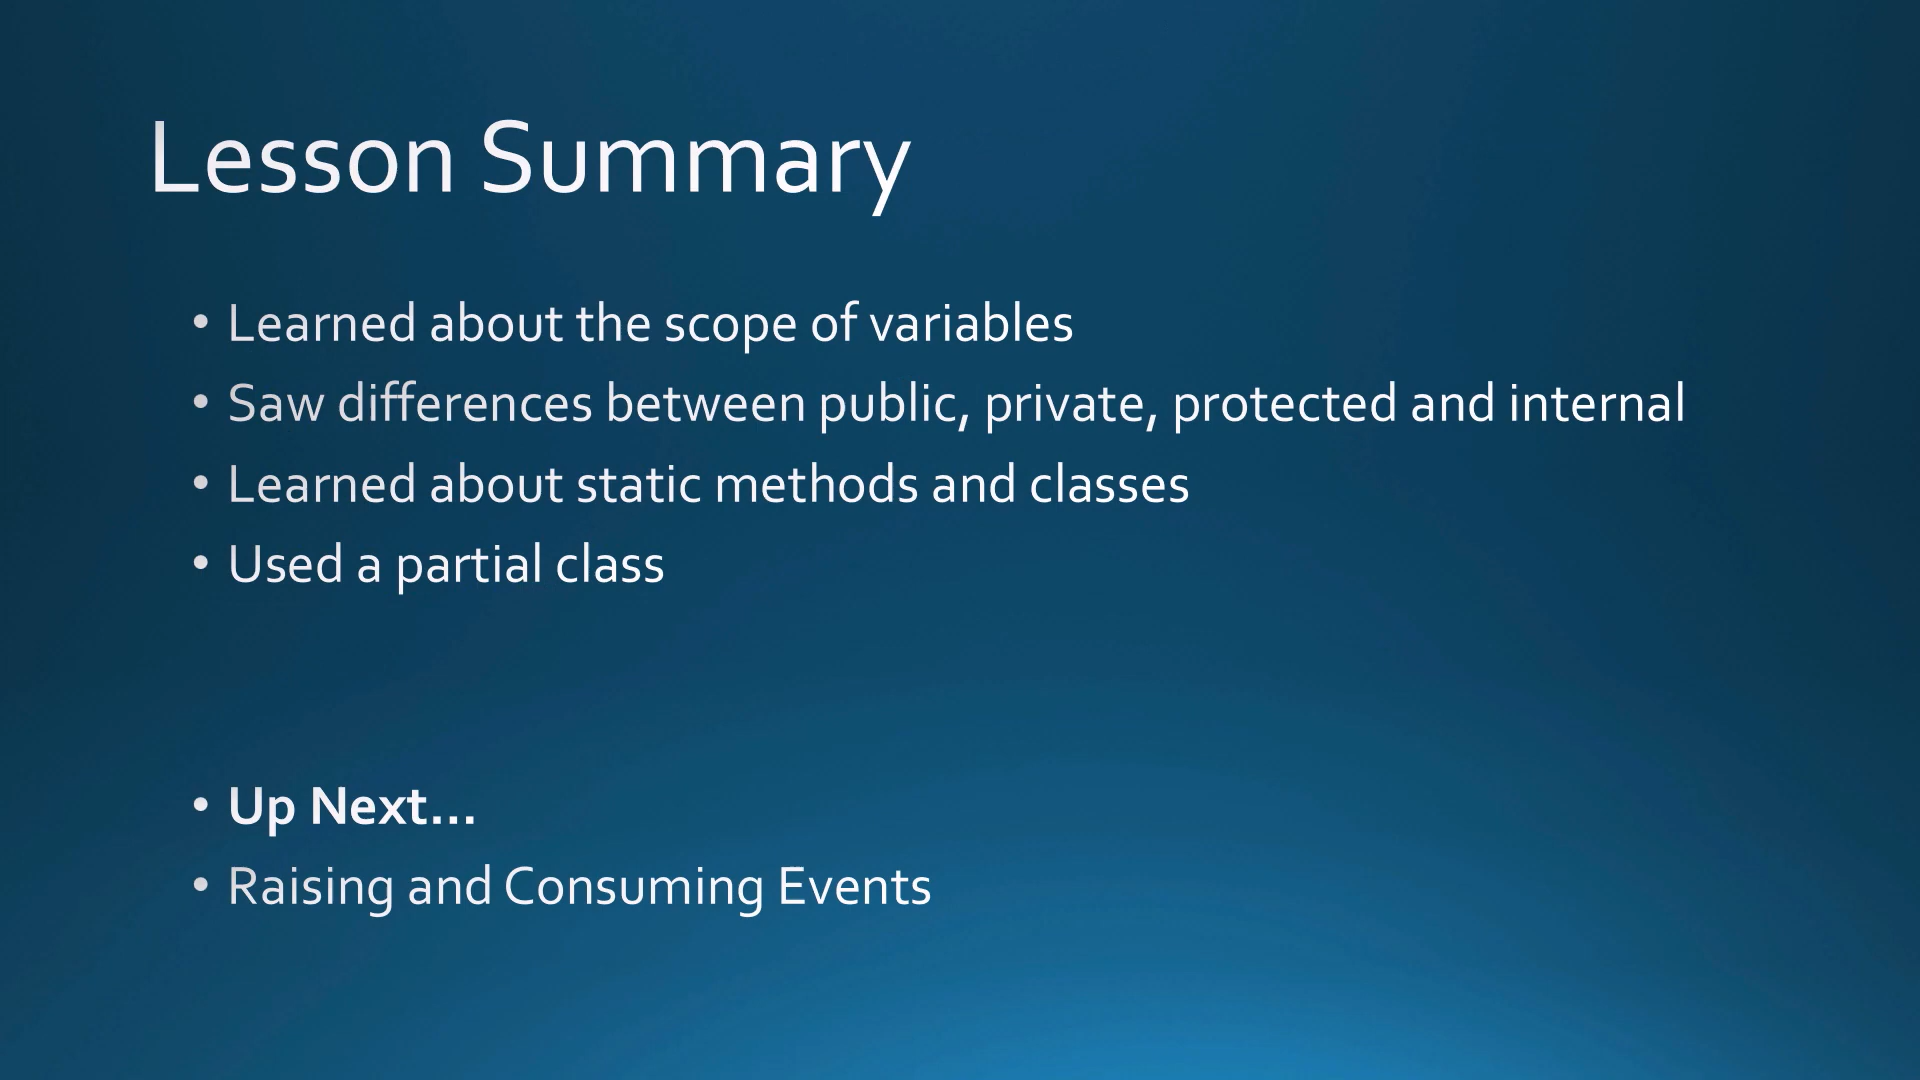 Lesson Summary
• Learned about the scope of variables
• Saw differences between public, private, protected and internal
• Learned about static methods and classes
• Used a partial class
• Up Next...
• Raising and Consuming Events